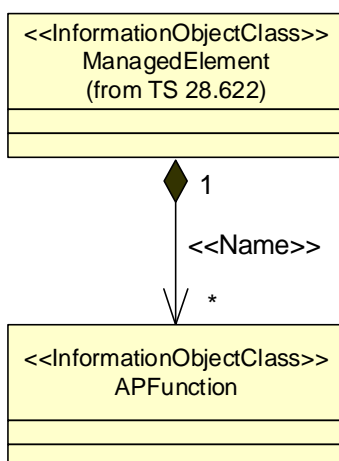 <<InformationObjectClass>>
ManagedElement
(from TS 28.622)
1
<<Name>>
*
<<InformationObjectClass>>
APFunction